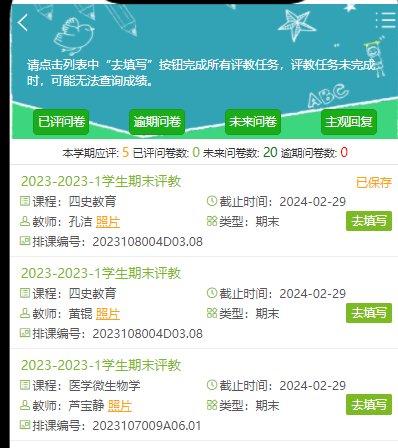 请点击列表中“去填写”按钮完成所有评教任务，评教任务未完成时，可能无法查询成绩。
ABC
已评问卷 逾期问卷 未来问卷 主观回复
本学期应评: 5 已评问卷数: 0 未来问卷数: 20 逾期问卷数: 0
2023-2023-1学生期末评教 已保存
课程：四史教育 截止时间：2024-02-29
教师：孔洁 照片 类型：期末 去填写
排课编号：2023108004D03.08
2023-2023-1学生期末评教
课程：四史教育 截止时间：2024-02-29
教师：黄锟 照片 类型：期末 去填写
排课编号：2023108004D03.08
2023-2023-1学生期末评教
课程：医学微生物学 截止时间：2024-02-29
教师：芦宝静 照片 类型：期末 去填写
排课编号：2023107009A06.01